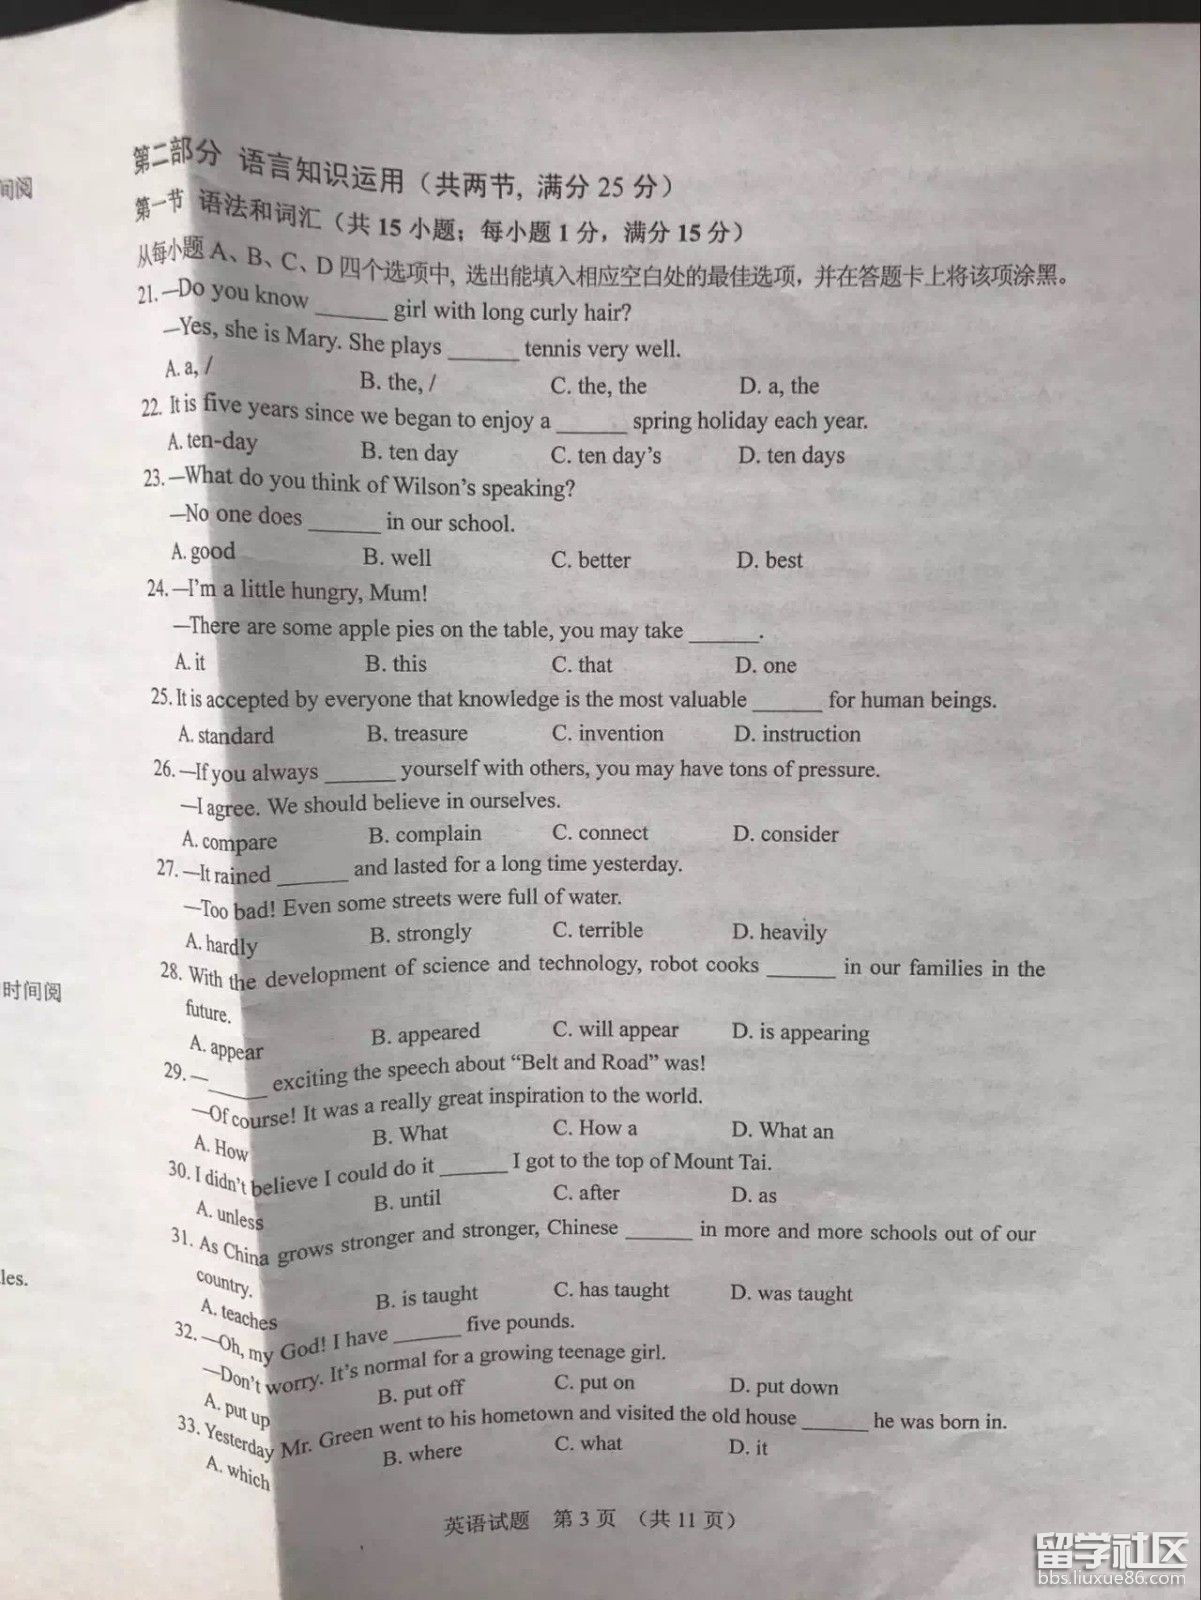 间阅
第二部分 语言知识运用（共两节, 满分 25 分）
第一节 语法和词汇（共 15 小题；每小题 1 分，满分 15 分）
从每小题 A、B、C、D 四个选项中, 选出能填入相应空白处的最佳选项，并在答题卡上将该项涂黑。
21. —Do you know ______ girl with long curly hair?
—Yes, she is Mary. She plays ______ tennis very well.
A. a, / B. the, / C. the, the D. a, the
22. It is five years since we began to enjoy a ______ spring holiday each year.
A. ten-day B. ten day C. ten day's D. ten days
23. —What do you think of Wilson's speaking?
—No one does ______ in our school.
A. good B. well C. better D. best
24. —I'm a little hungry, Mum!
—There are some apple pies on the table, you may take ______.
A. it B. this C. that D. one
25. It is accepted by everyone that knowledge is the most valuable ______ for human beings.
A. standard B. treasure C. invention D. instruction
26. —If you always ______ yourself with others, you may have tons of pressure.
—I agree. We should believe in ourselves.
A. compare B. complain C. connect D. consider
27. —It rained ______ and lasted for a long time yesterday.
—Too bad! Even some streets were full of water.
A. hardly B. strongly C. terrible D. heavily
28. With the development of science and technology, robot cooks ______ in our families in the
时间阅
future.
A. appear B. appeared C. will appear D. is appearing
29. —______ exciting the speech about “Belt and Road” was!
—Of course! It was a really great inspiration to the world.
A. How B. What C. How a D. What an
30. I didn't believe I could do it ______ I got to the top of Mount Tai.
A. unless B. until C. after D. as
31. As China grows stronger and stronger, Chinese ______ in more and more schools out of our
les.
country.
A. teaches B. is taught C. has taught D. was taught
32. —Oh, my God! I have ______ five pounds.
—Don't worry. It's normal for a growing teenage girl.
A. put up B. put off C. put on D. put down
33. Yesterday Mr. Green went to his hometown and visited the old house ______ he was born in.
A. which B. where C. what D. it
英语试题 第 3 页 （共 11 页）
留学社区
bbs.liuxue86.com